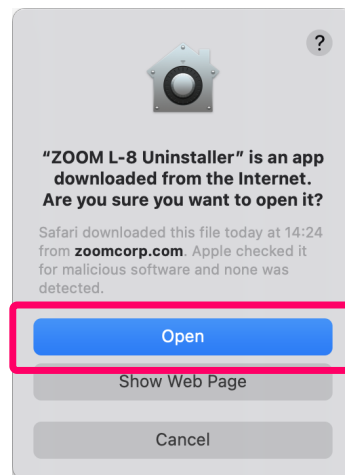 ?
“ZOOM L-8 Uninstaller” is an app
downloaded from the Internet.
Are you sure you want to open it?
Safari downloaded this file today at 14:24
from zoomcorp.com. Apple checked it
for malicious software and none was
detected.
Open
Show Web Page
Cancel